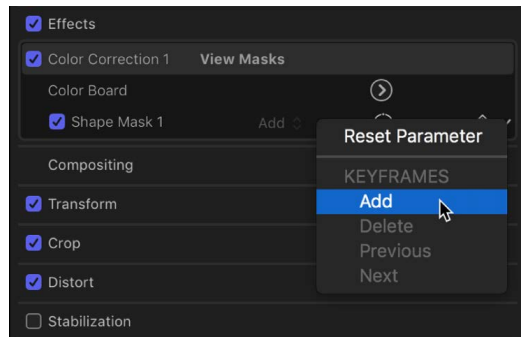 Effects
Color Correction 1 View Masks
Color Board
Shape Mask 1 Add
Reset Parameter
Compositing
KEYFRAMES
Transform
Add
Delete
Crop
Previous
Next
Distort
Stabilization